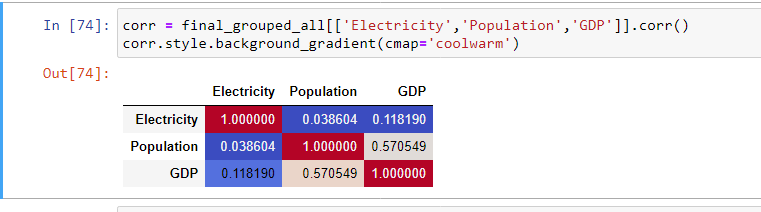 In [74]: corr = final_grouped_all[['Electricity','Population','GDP']].corr()
corr.style.background_gradient(cmap='coolwarm')
Out[74]:
Electricity Population GDP
Electricity 1.000000 0.038604 0.118190
Population 0.038604 1.000000 0.570549
GDP 0.118190 0.570549 1.000000